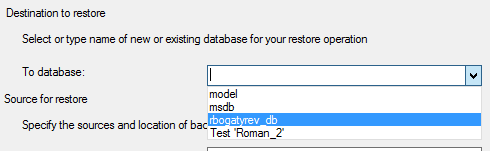 Destination to restore
Select or type name of new or existing database for your restore operation
To database:
model
msdb
rbogatyrev_db
Test 'Roman_2'
Source for restore
Specify the sources and location of bac